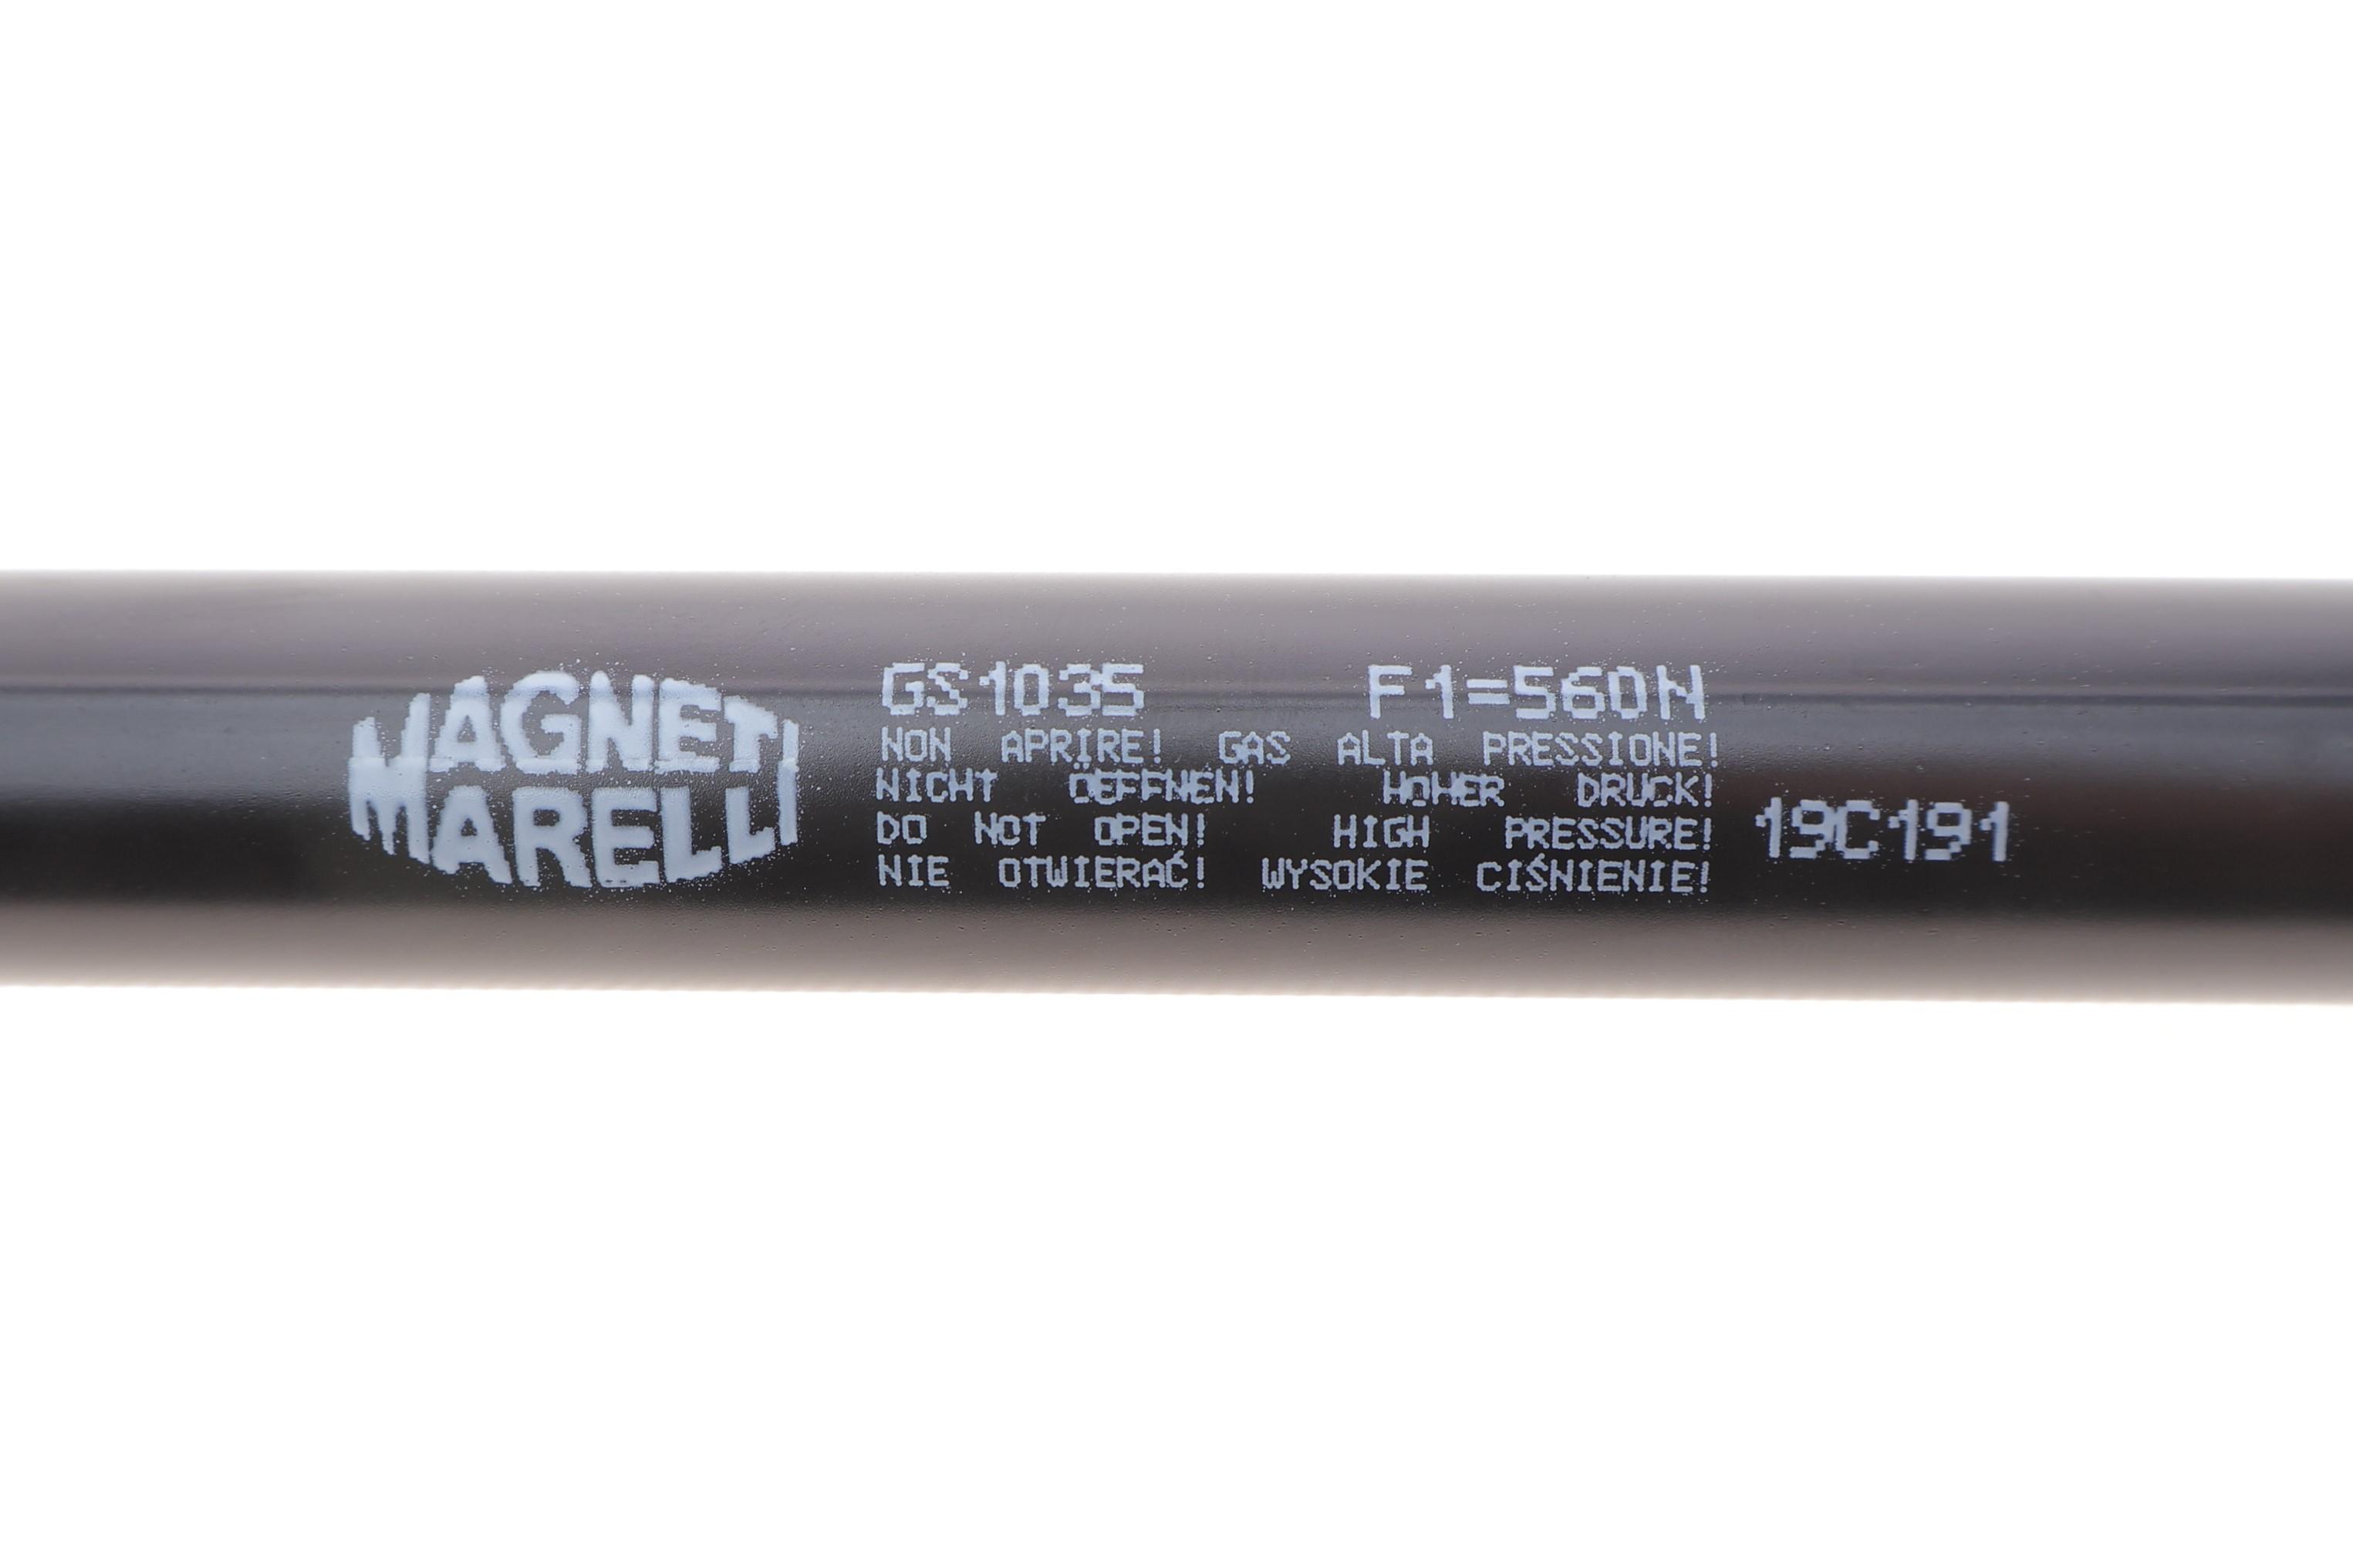 MAGNETI
MARELLI
GS1035 F1=560N
NON APRIRE! GAS ALTA PRESSIONE!
NICHT OEFFNEN! HOHER DRUCK!
DO NOT OPEN! HIGH PRESSURE!
NIE OTWIERAĆ! WYSOKIE CIŚNIENIE!
19C191